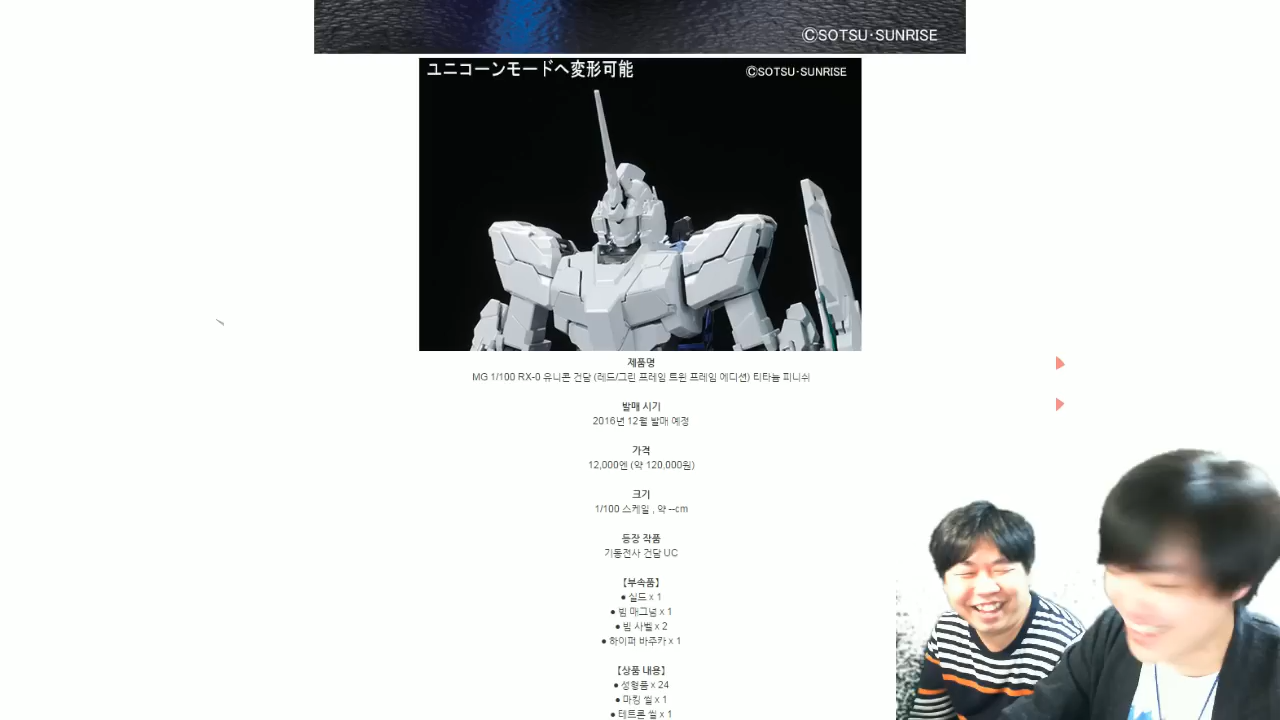 ⒸSOTSU･SUNRISE
ユニコーンモードへ変形可能
ⒸSOTSU･SUNRISE
제품명
MG 1/100 RX-0 유니콘 건담 (레드/그린 프레임 트윈 프레임 에디션) 티타늄 피니쉬
발매 시기
2016년 12월 발매 예정
가격
12,000엔 (약 120,000원)
크기
1/100 스케일 , 약 --cm
등장 작품
기동전사 건담 UC
【부속품】
● 실드 x 1
● 빔 매그넘 x 1
● 빔 사벨 x 2
● 하이퍼 바주카 x 1
【상품 내용】
● 성형품 x 24
● 마킹 씰 x 1
● 테트론 씰 x 1